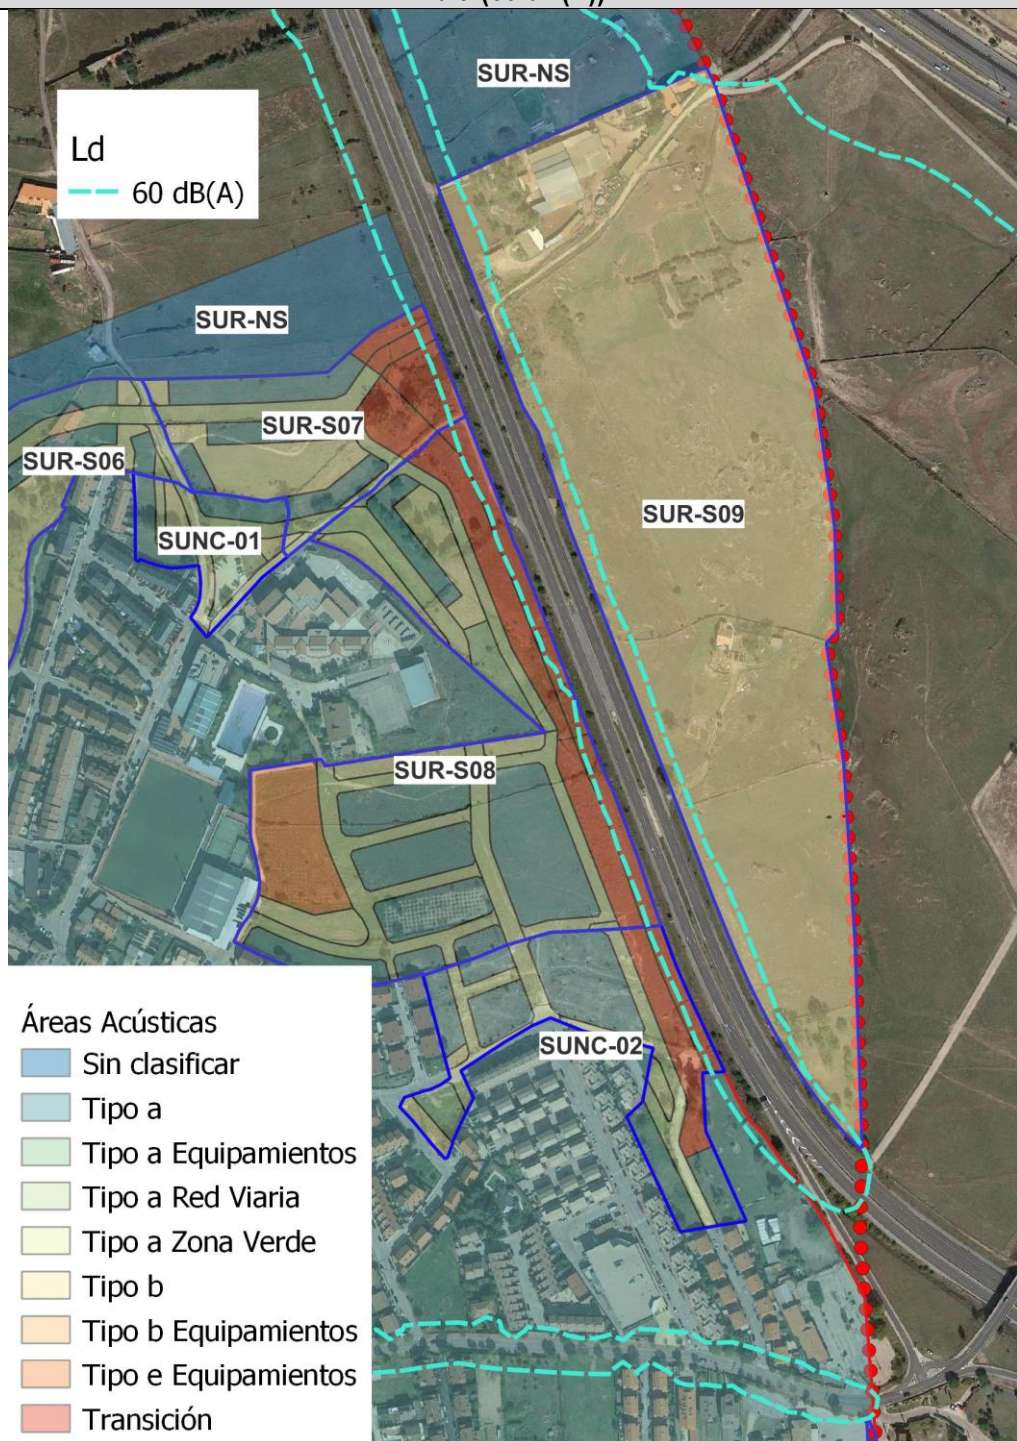 SUR-NS
Ld
60 dB(A)
SUR-NS
SUR-S07
SUR-S06
SUR-S09
SUNC-01
SUR-S08
SUNC-02
Áreas Acústicas
Sin clasificar
Tipo a
Tipo a Equipamientos
Tipo a Red Viaria
Tipo a Zona Verde
Tipo b
Tipo b Equipamientos
Tipo e Equipamientos
Transición